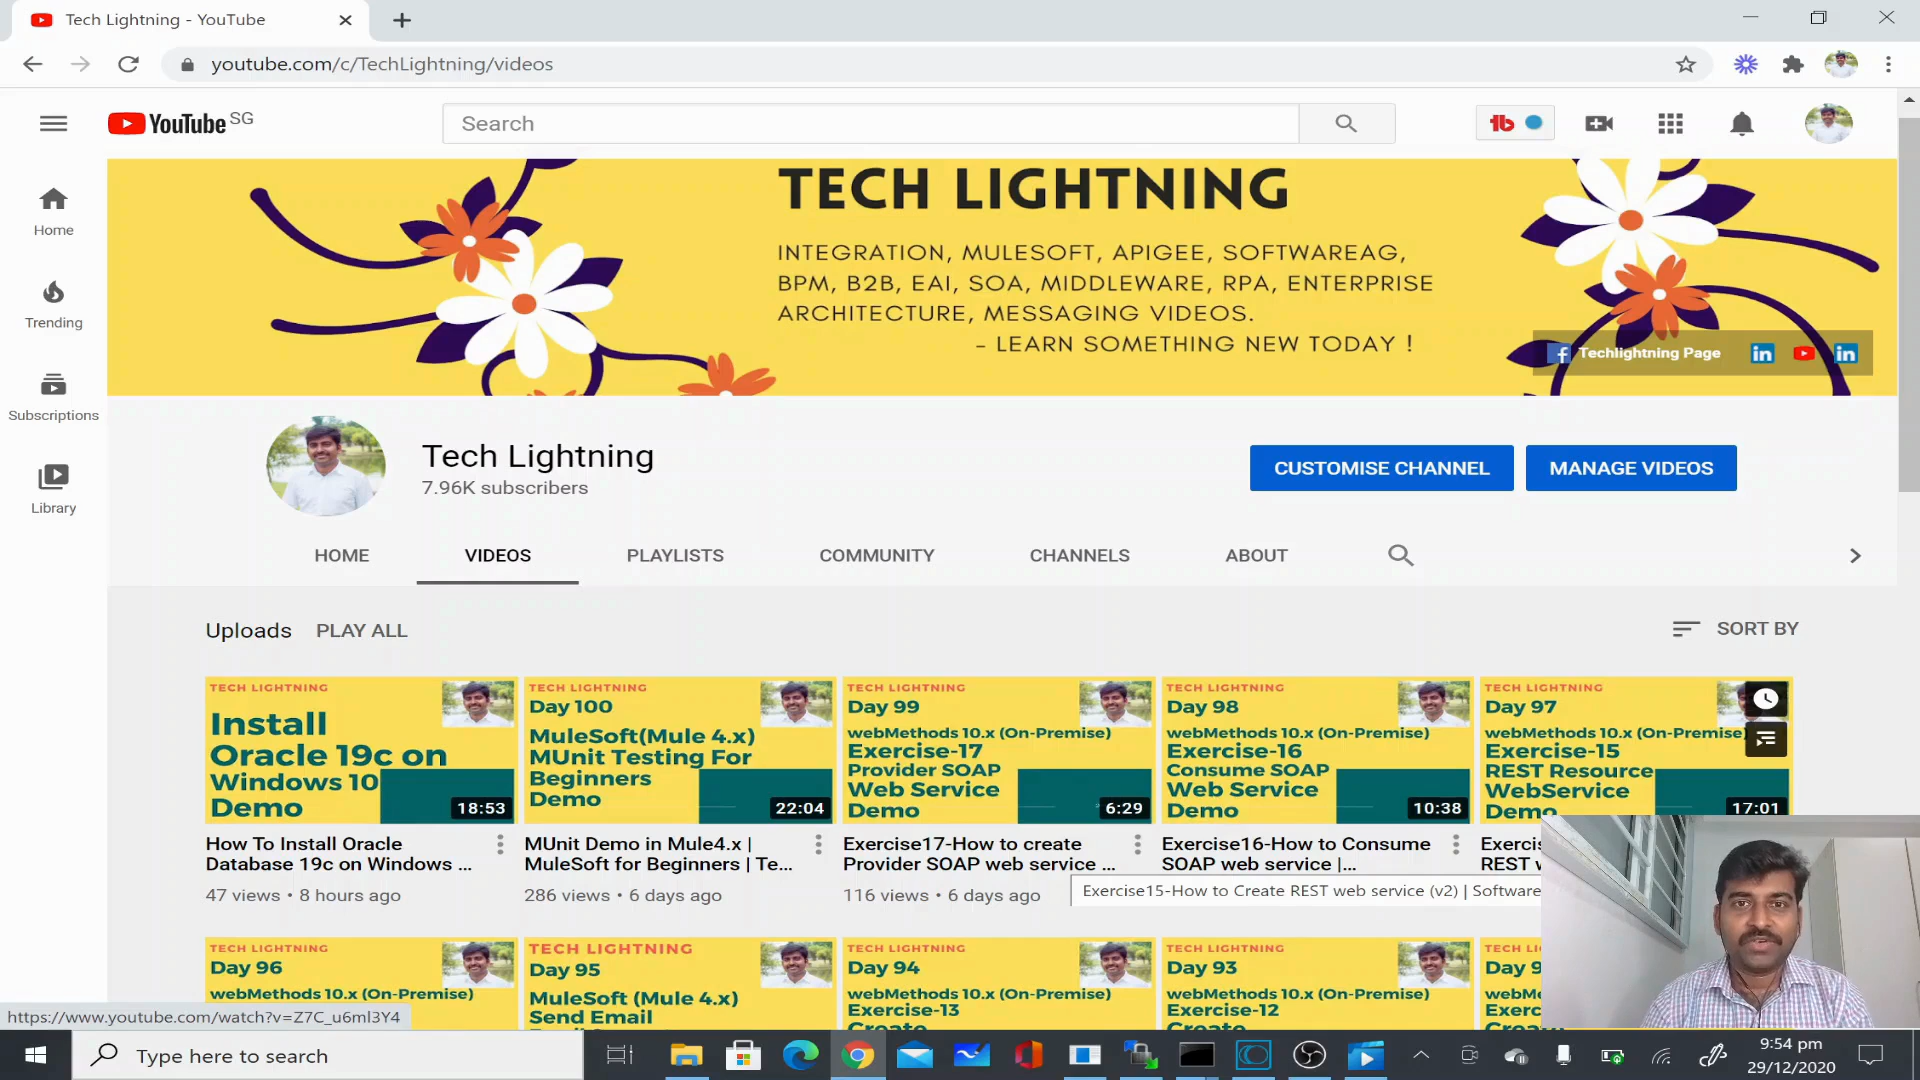 Tech Lightning - YouTube
youtube.com/c/TechLightning/videos
YouTube SG
Search
tb
Home
Trending
Subscriptions
Library
TECH LIGHTNING
INTEGRATION, MULESOFT, APIGEE, SOFTWAREAG,
BPM, B2B, EAI, SOA, MIDDLEWARE, RPA, ENTERPRISE
ARCHITECTURE, MESSAGING VIDEOS.
– LEARN SOMETHING NEW TODAY !
Techlightning Page
Tech Lightning
7.96K subscribers
CUSTOMISE CHANNEL
MANAGE VIDEOS
HOME VIDEOS PLAYLISTS COMMUNITY CHANNELS ABOUT
Uploads PLAY ALL
SORT BY
TECH LIGHTNING
Install
Oracle 19c on
Windows 10
Demo
18:53
How To Install Oracle
Database 19c on Windows ...
47 views • 8 hours ago
TECH LIGHTNING
Day 100
MuleSoft(Mule 4.x)
MUnit Testing For
Beginners
Demo
22:04
MUnit Demo in Mule4.x |
MuleSoft for Beginners | Te...
286 views • 6 days ago
TECH LIGHTNING
Day 99
webMethods 10.x (On-Premise)
Exercise-17
Provider SOAP
Web Service
Demo
6:29
Exercise17-How to create
Provider SOAP web service ...
116 views • 6 days ago
TECH LIGHTNING
Day 98
webMethods 10.x (On-Premise)
Exercise-16
Consume SOAP
Web Service
Demo
10:38
Exercise16-How to Consume
SOAP web service |...
TECH LIGHTNING
Day 97
webMethods 10.x (On-Premise)
Exercise-15
REST Resource
WebService
Demo
17:01
REST
Exercise15-How to Create REST web service (v2) | Software
TECH LIGHTNING
Day 96
webMethods 10.x (On-Premise)
TECH LIGHTNING
Day 95
MuleSoft (Mule 4.x)
Send Email
TECH LIGHTNING
Day 94
webMethods 10.x (On-Premise)
Exercise-13
Create
TECH LIGHTNING
Day 93
webMethods 10.x (On-Premise)
Exercise-12
Create
https://www.youtube.com/watch?v=Z7C_u6ml3Y4
Type here to search
9:54 pm
29/12/2020